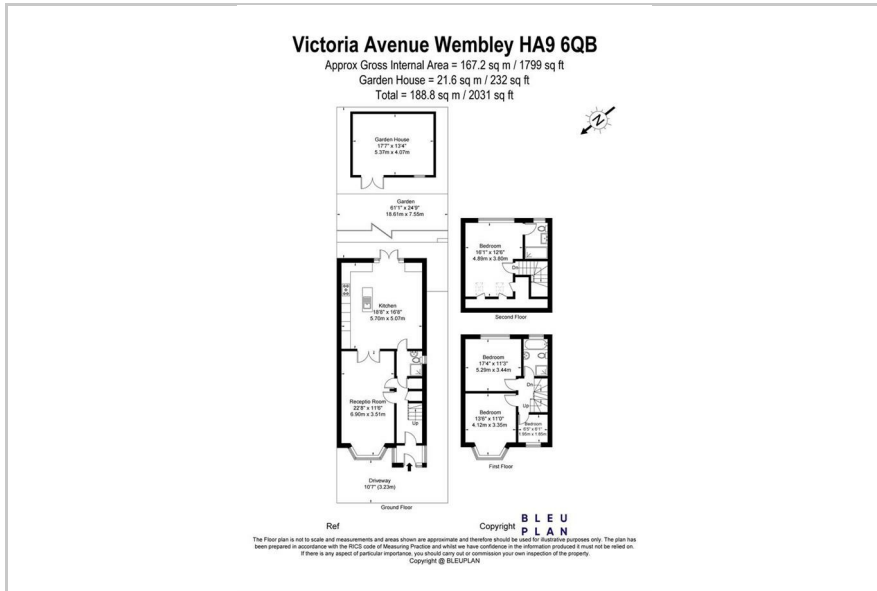 Victoria Avenue Wembley HA9 6QB
Approx Gross Internal Area = 167.2 sq m / 1799 sq ft
Garden House = 21.6 sq m / 232 sq ft
Total = 188.8 sq m / 2031 sq ft
N
Garden House
17'7" x 13'4"
5.37m x 4.07m
Garden
61'1" x 24'9"
18.61m x 7.55m
Kitchen
18'8" x 16'8"
5.70m x 5.07m
Receptio Room
22'8" x 11'6"
6.90m x 3.51m
Up
Driveway
10'7" (3.23m)
Ground Floor
Bedroom
16'1" x 12'6"
4.89m x 3.80m
Dn
Second Floor
Bedroom
17'4" x 11'3"
5.29m x 3.44m
Dn
Up
Bedroom
13'6" x 11'0"
4.12m x 3.35m
Bedroom
First Floor
Ref
Copyright
BLEU
PLAN
The Floor plan is not to scale and measurements and areas shown are approximate and therefore should be used for illustrative purposes only. The plan has
been prepared in accordance with the RICS code of Measuring Practice and whilst we have confidence in the information produced it must not be relied on.
If there is any aspect of particular importance, you should carry out or commission your own inspection of the property.
Copyright @ BLEUPLAN